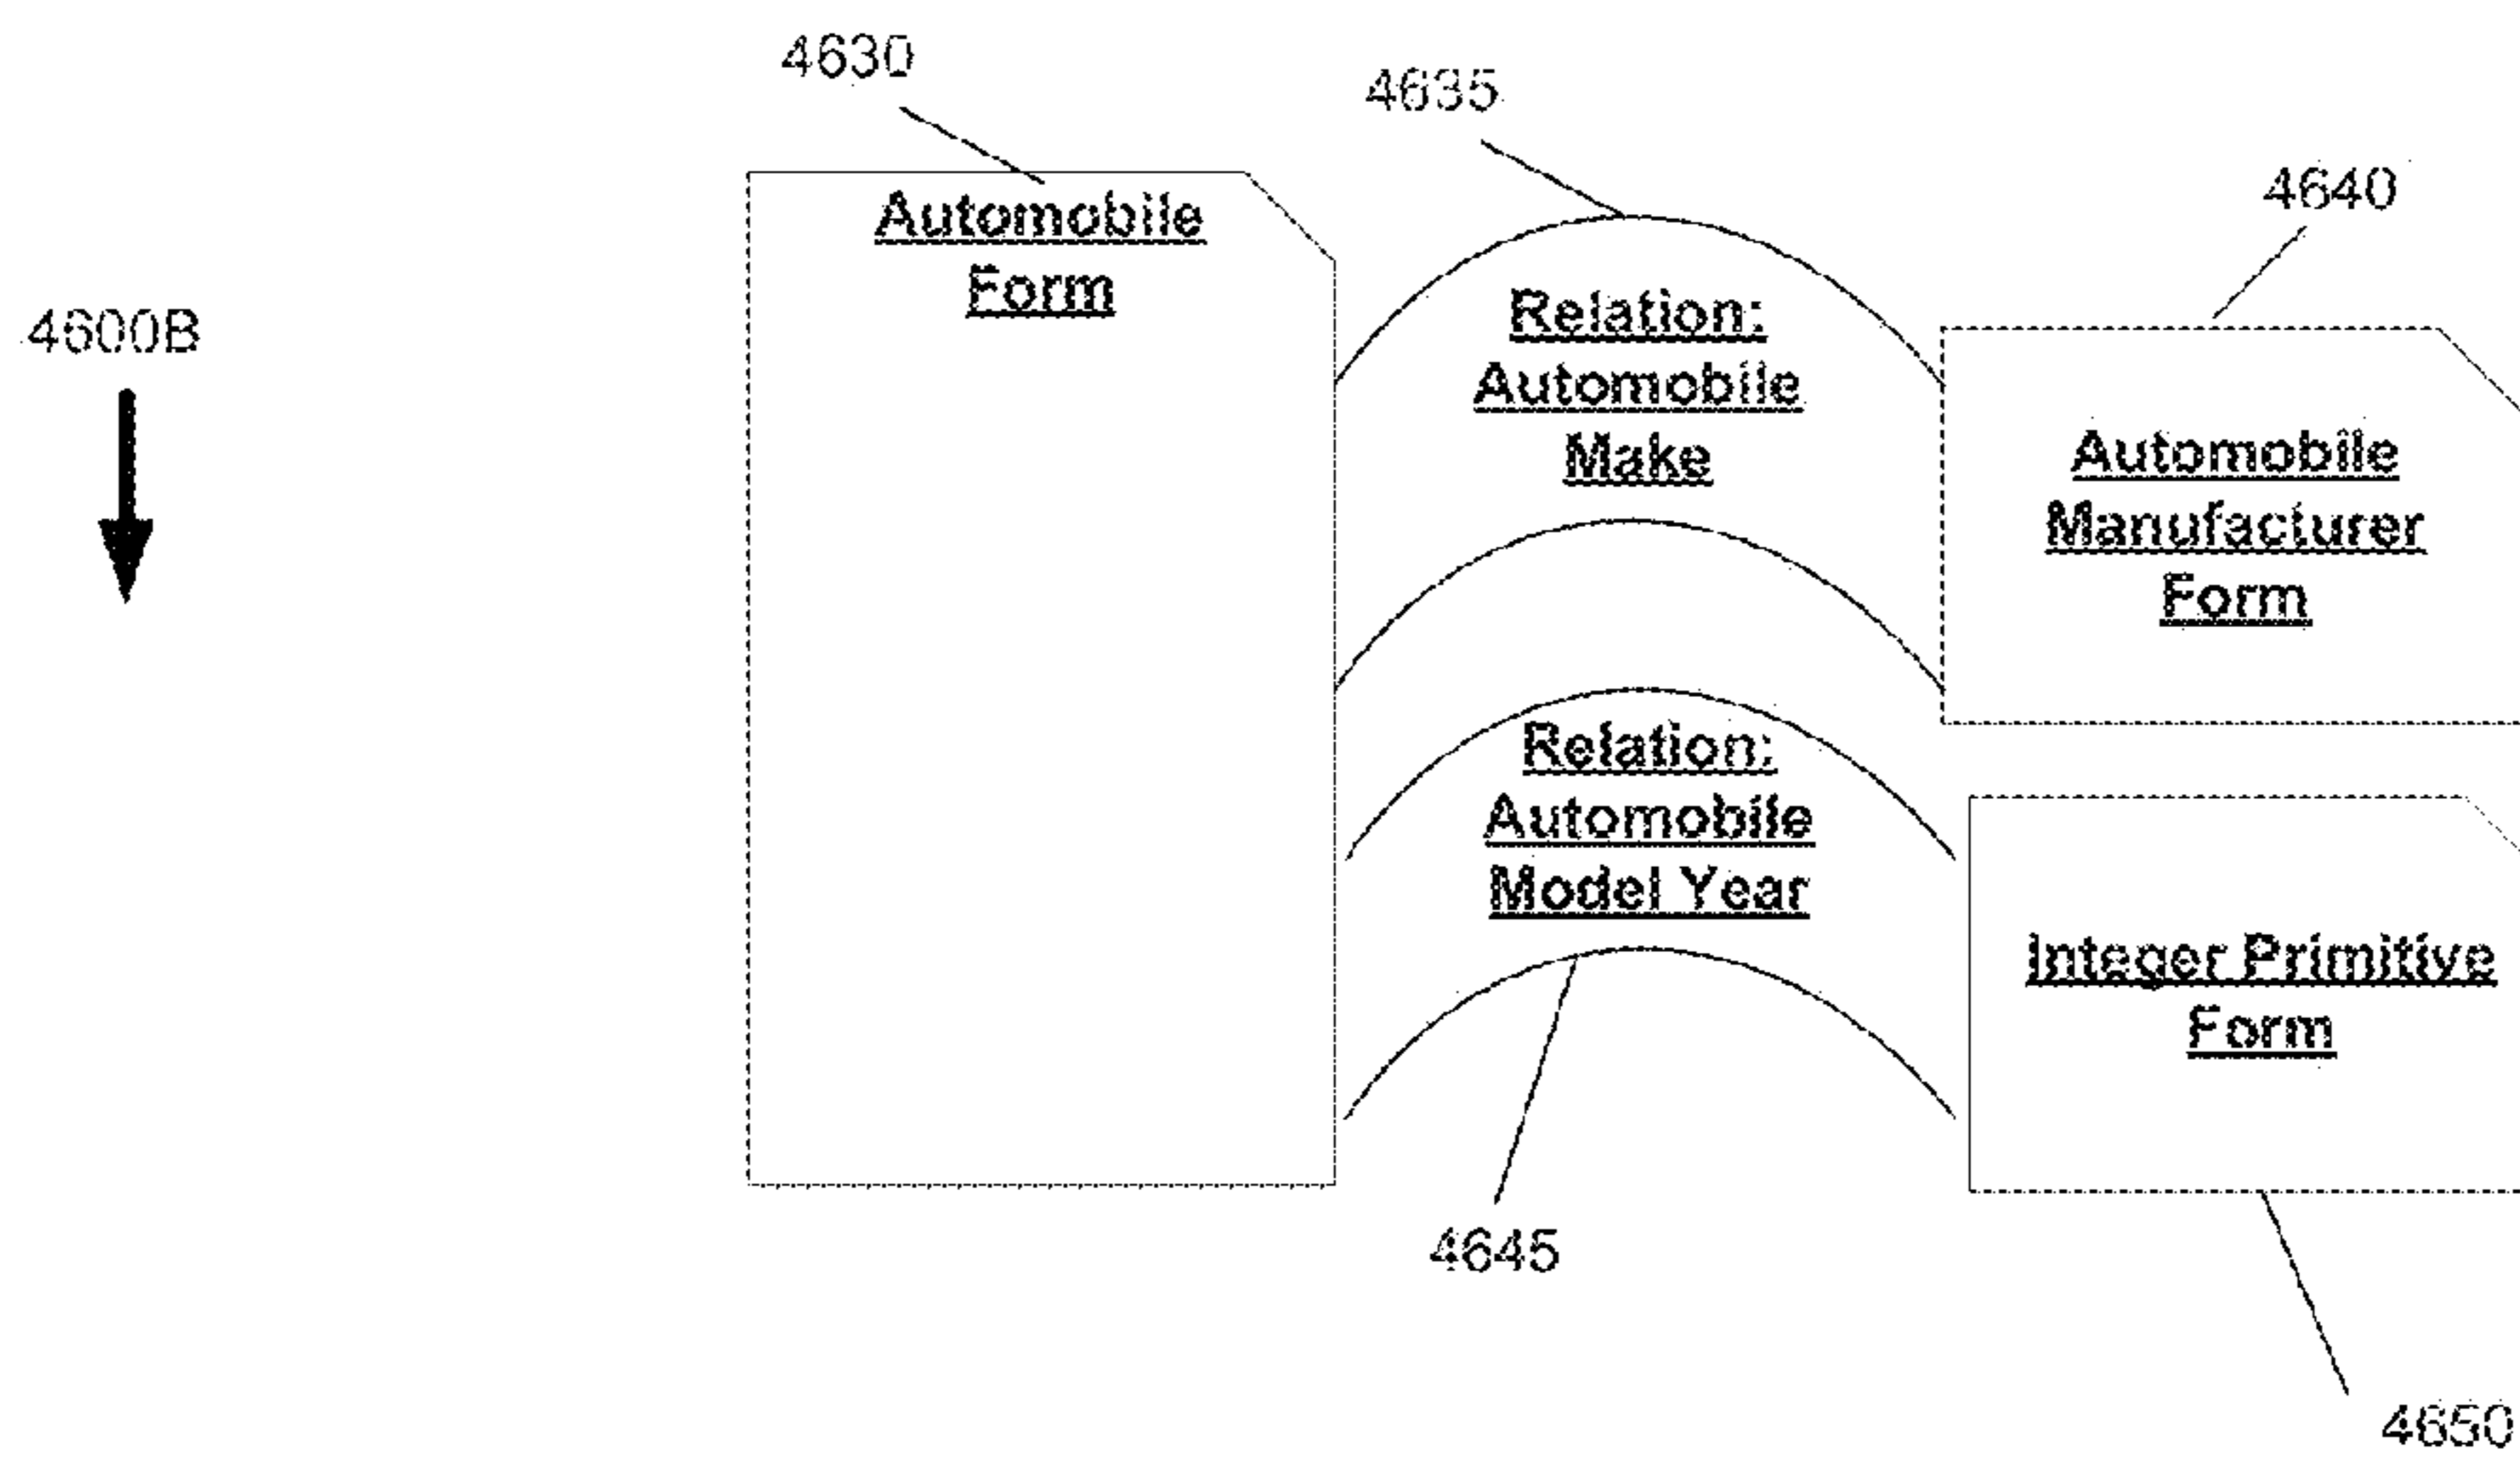 4630
4635
4640
4600B
Automobile
Form
Relation:
Automobile
Make
Automobile
Manufacturer
Form
Relation:
Automobile
Model Year
Integer Primitive
Form
4645
4650